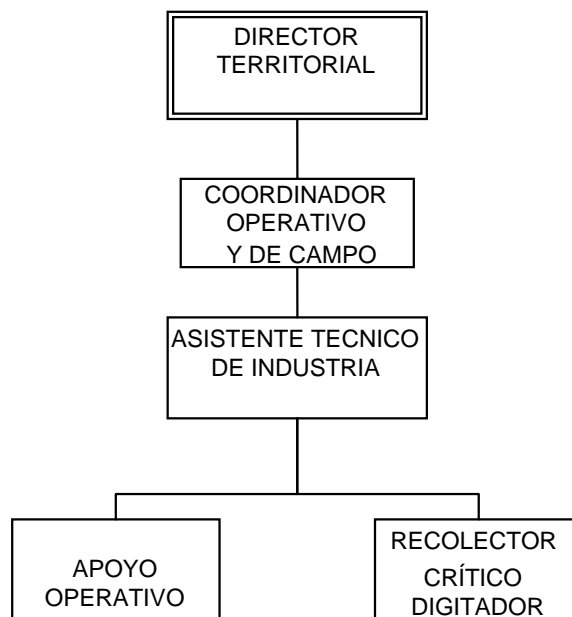 DIRECTOR
TERRITORIAL
COORDINADOR
OPERATIVO
Y DE CAMPO
ASISTENTE TECNICO
DE INDUSTRIA
APOYO
OPERATIVO
RECOLECTOR
CRÍTICO
DIGITADOR